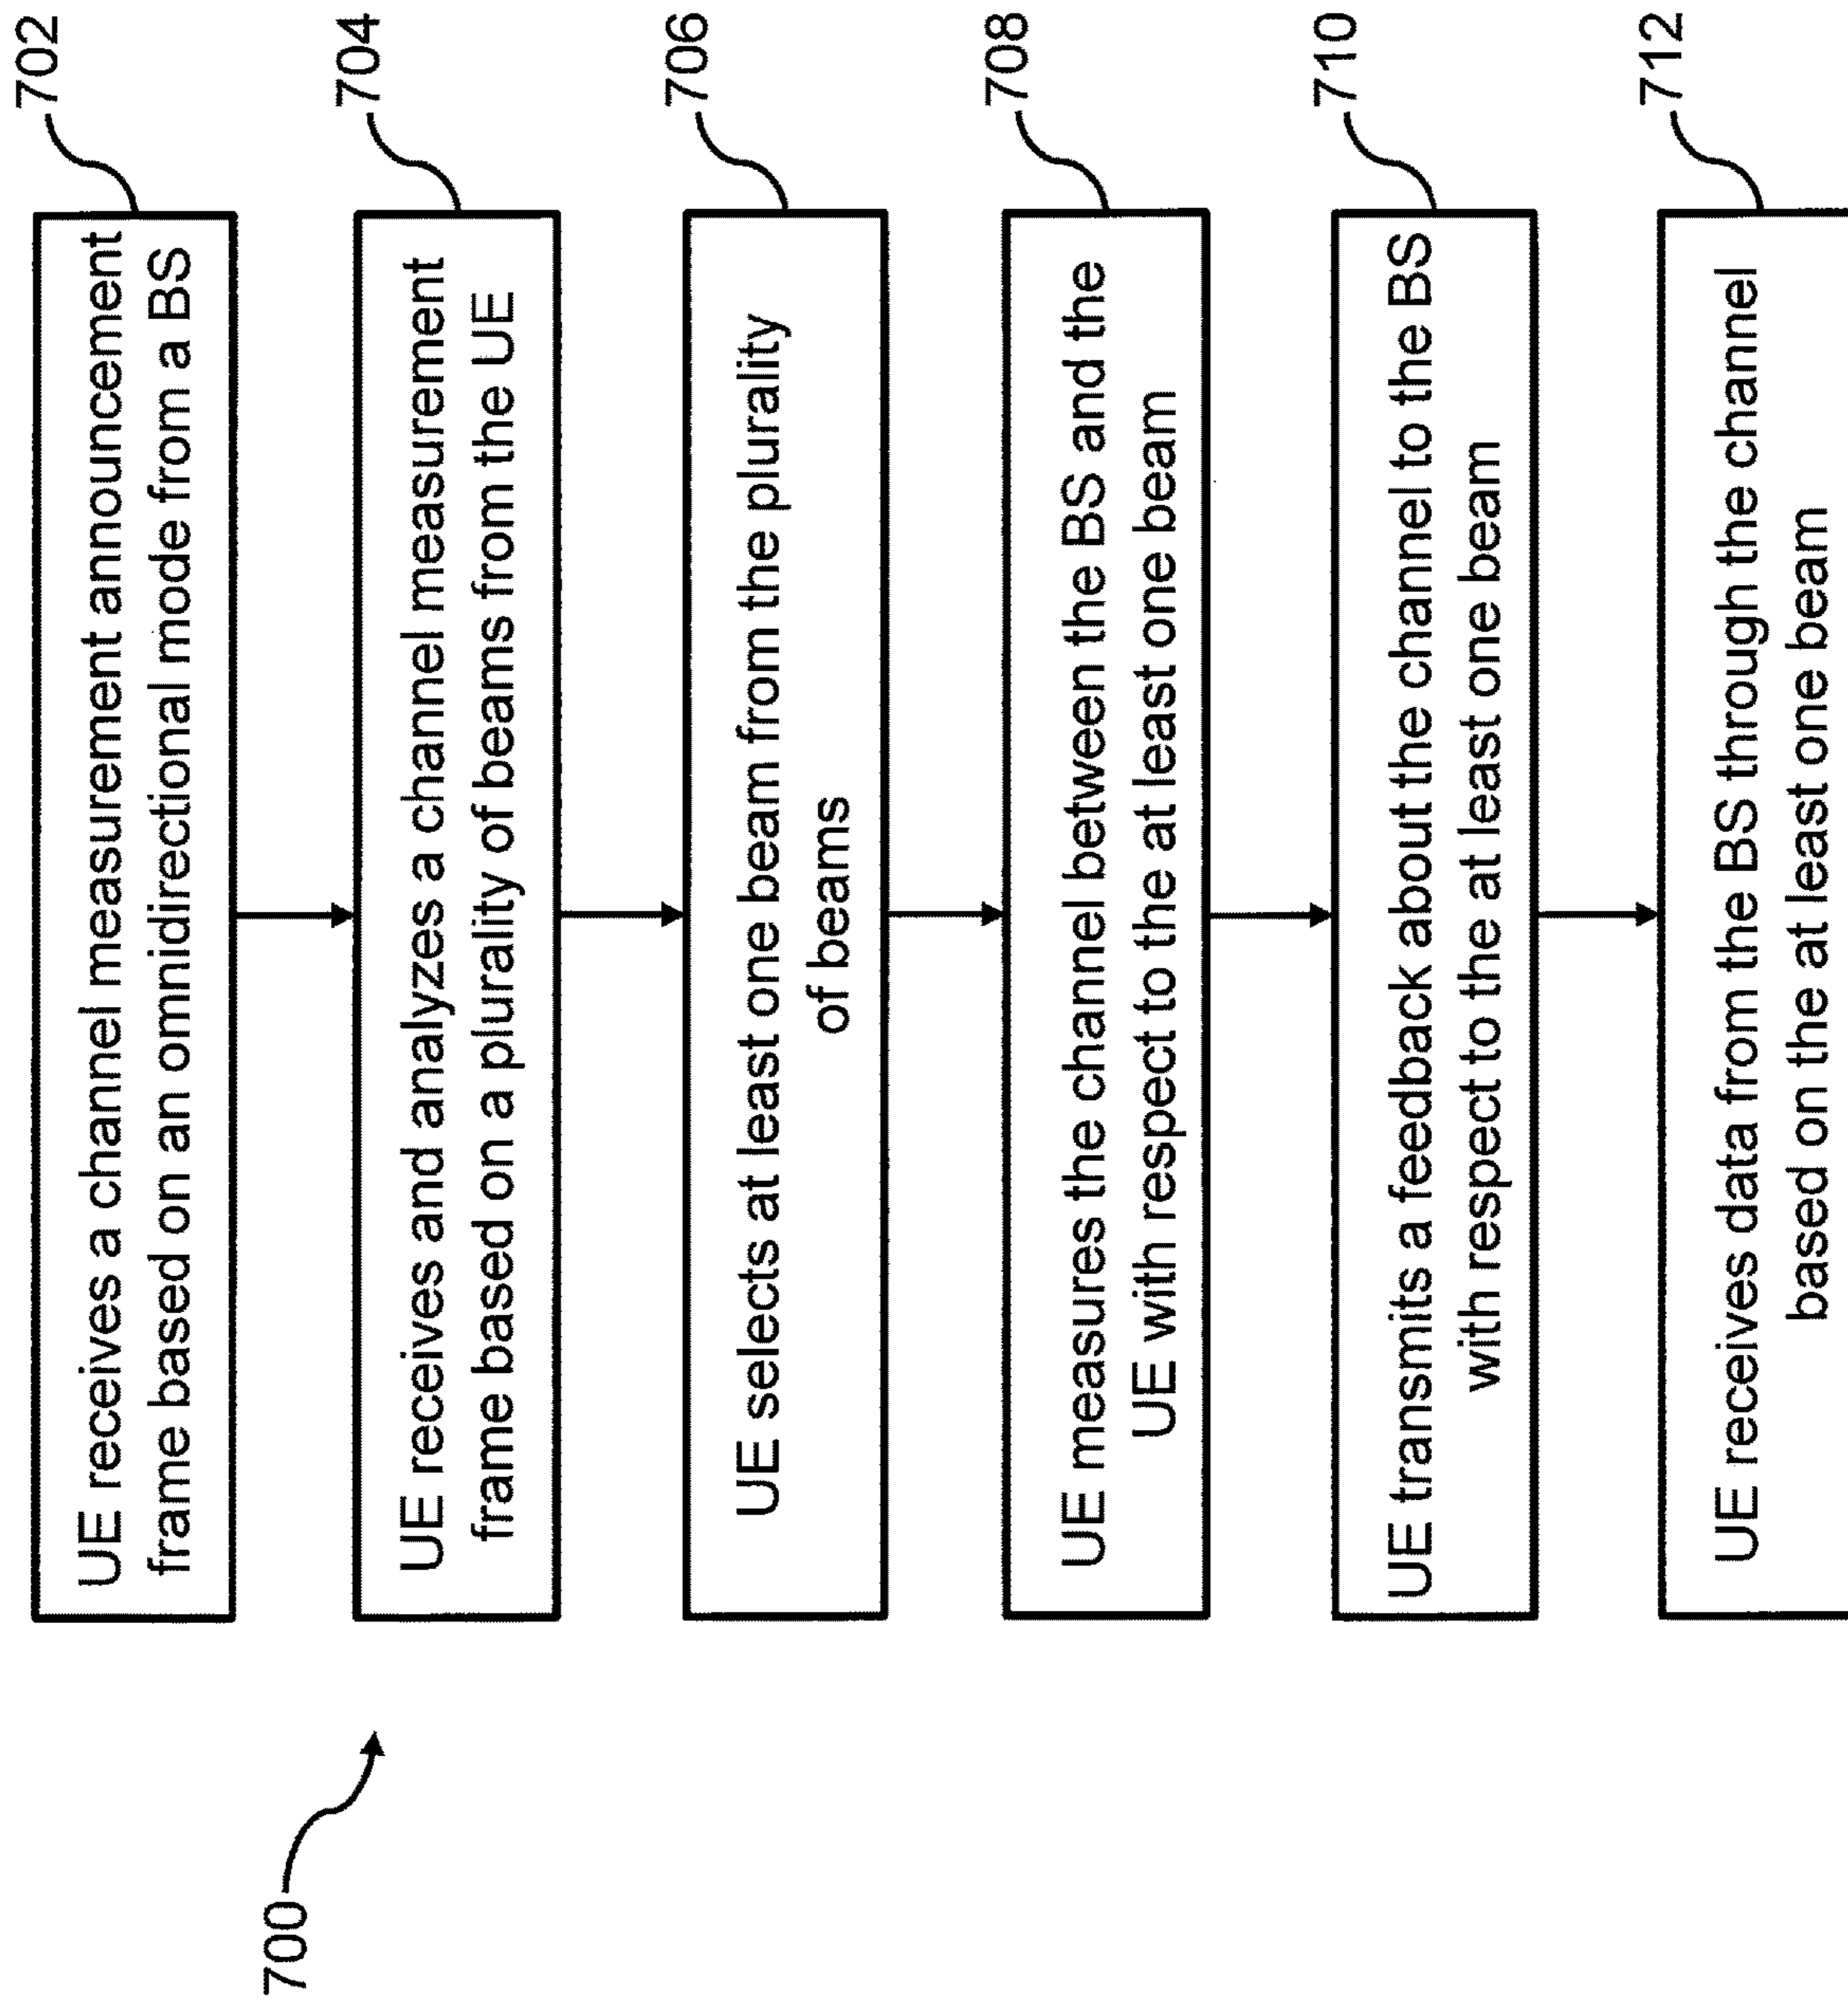 700
UE receives a channel measurement announcement
frame based on an omnidirectional mode from a BS
702
UE receives and analyzes a channel measurement
frame based on a plurality of beams from the UE
704
UE selects at least one beam from the plurality
of beams
706
UE measures the channel between the BS and the
UE with respect to the at least one beam
708
UE transmits a feedback about the channel to the BS
with respect to the at least one beam
710
UE receives data from the BS through the channel
based on the at least one beam
712